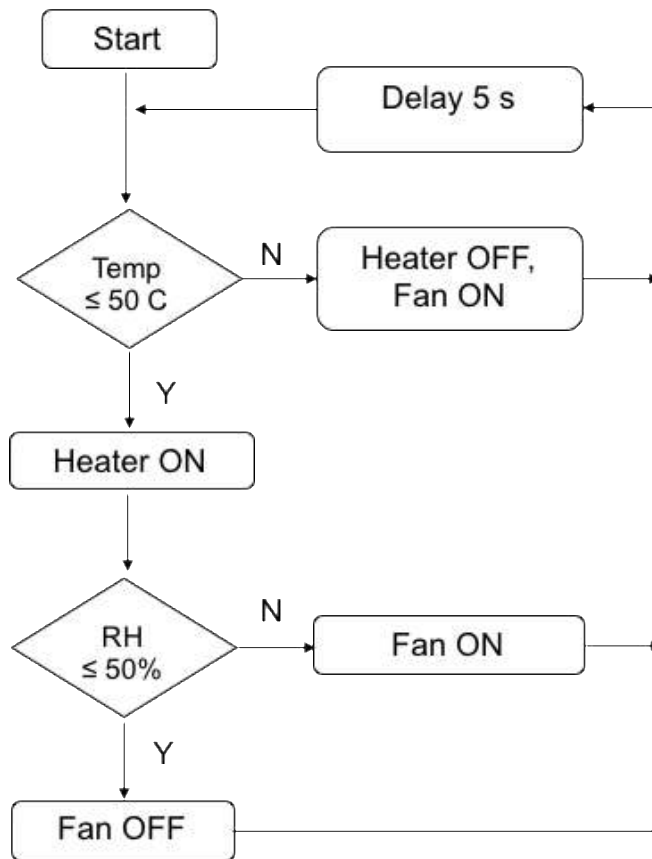 Start
Delay 5 s
Temp
≤ 50 C
N
Heater OFF,
Fan ON
Y
Heater ON
RH
≤ 50%
N
Fan ON
Y
Fan OFF